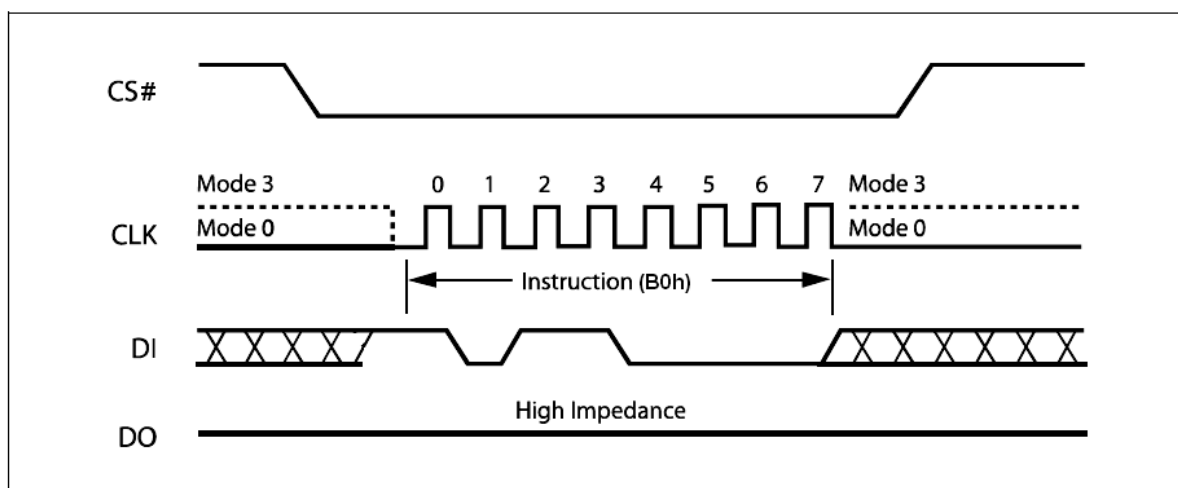 CS#
Mode 3 0 1 2 3 4 5 6 7 Mode 3
CLK Mode 0 Mode 0
Instruction (B0h)
DI
High Impedance
DO